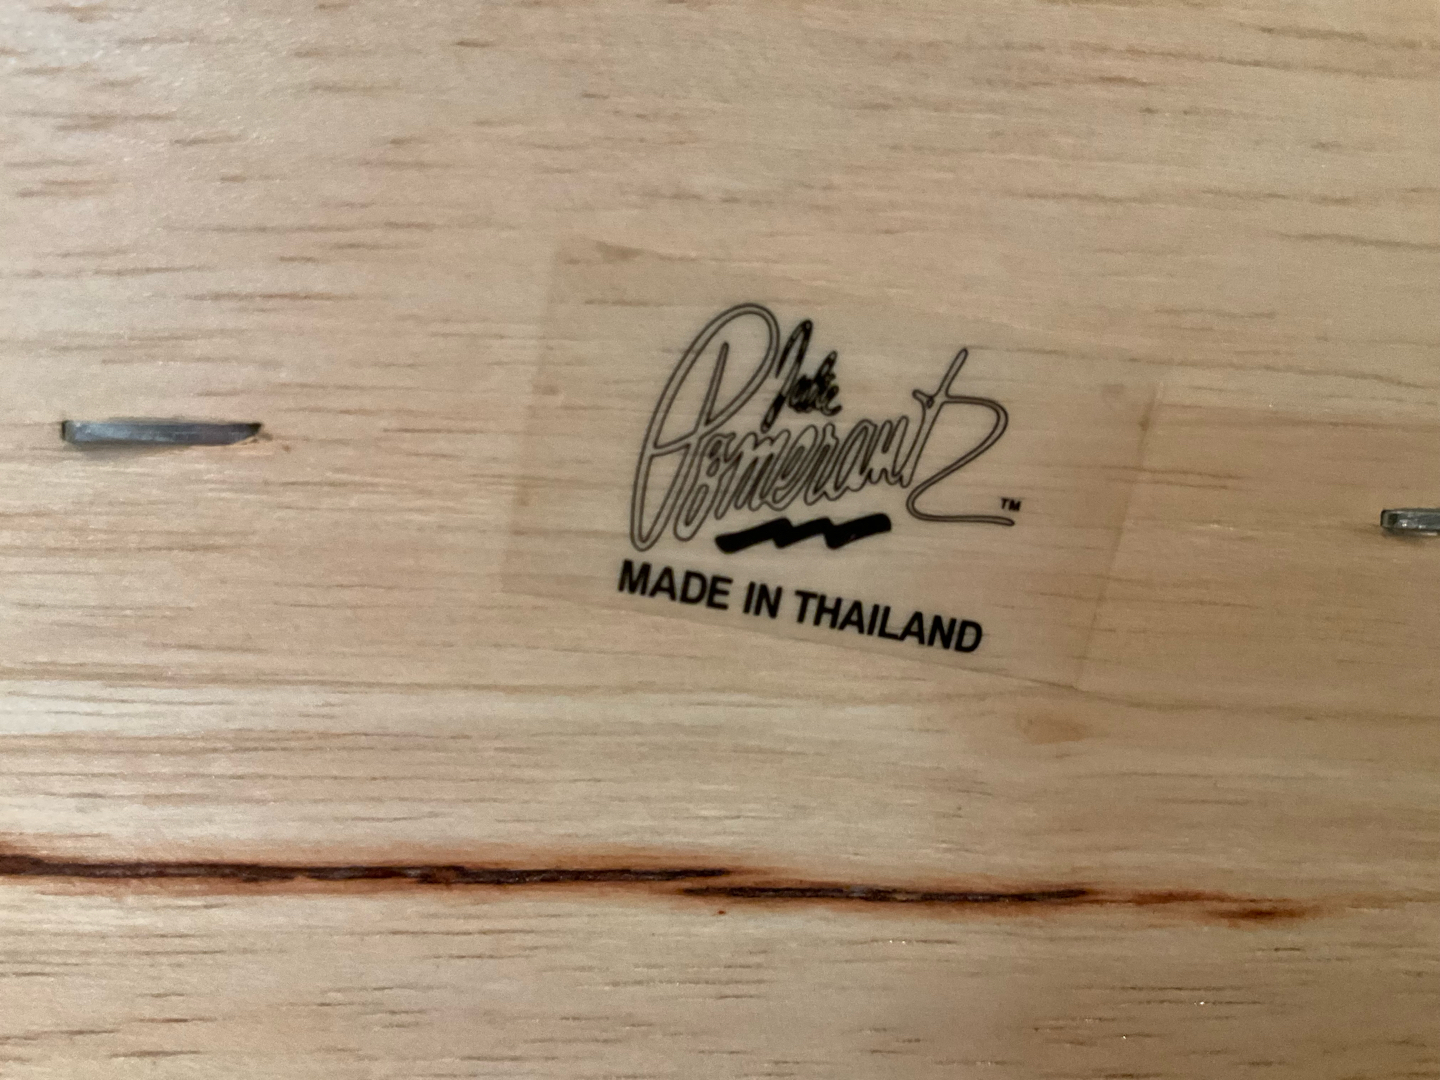 Julie
Pomerantz
TM
MADE IN THAILAND